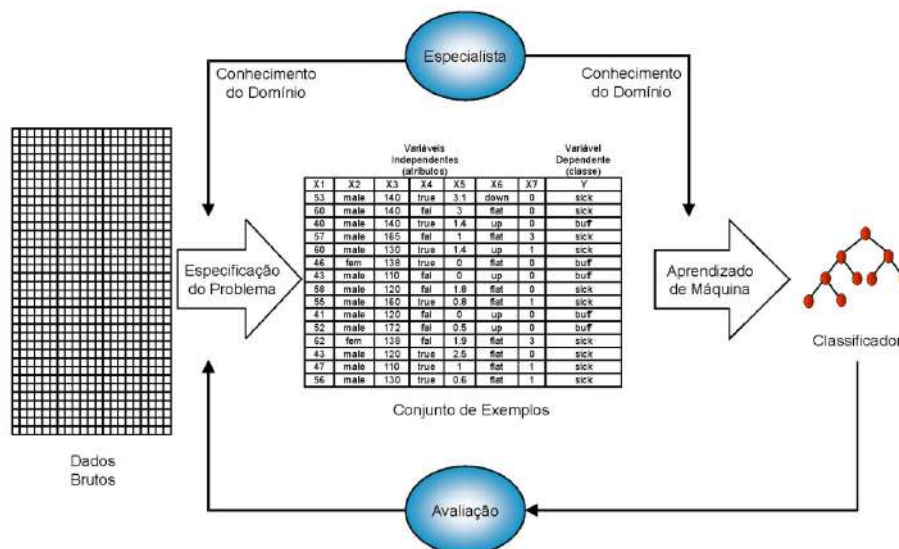 Especialista
Conhecimento
do Domínio
Conhecimento
do Domínio
Variáveis
Independentes
(atributos)
Variável
Dependente
(classe)
X1 X2 X3 X4 X5 X6 X7 Y
53 male 140 true 3.1 down 0 sick
60 male 140 fal 3 flat 0 sick
40 male 140 true 1.4 up 0 buff
57 male 165 fal 1 flat 3 sick
60 male 130 true 1.4 up 1 sick
46 fem 138 true 0 flat 0 buff
43 male 110 fal 0 up 0 buff
58 male 120 fal 1.8 flat 0 sick
55 male 160 true 0.8 flat 1 sick
41 male 120 fal 0 up 0 buff
52 male 172 fal 0.5 up 0 buff
62 fem 138 fal 1.9 flat 3 sick
43 male 120 true 2.5 flat 0 sick
47 male 110 true 1 flat 1 sick
56 male 130 true 0.6 flat 1 sick
Especificação
do Problema
Aprendizado
de Máquina
Classificador
Conjunto de Exemplos
Dados
Brutos
Avaliação